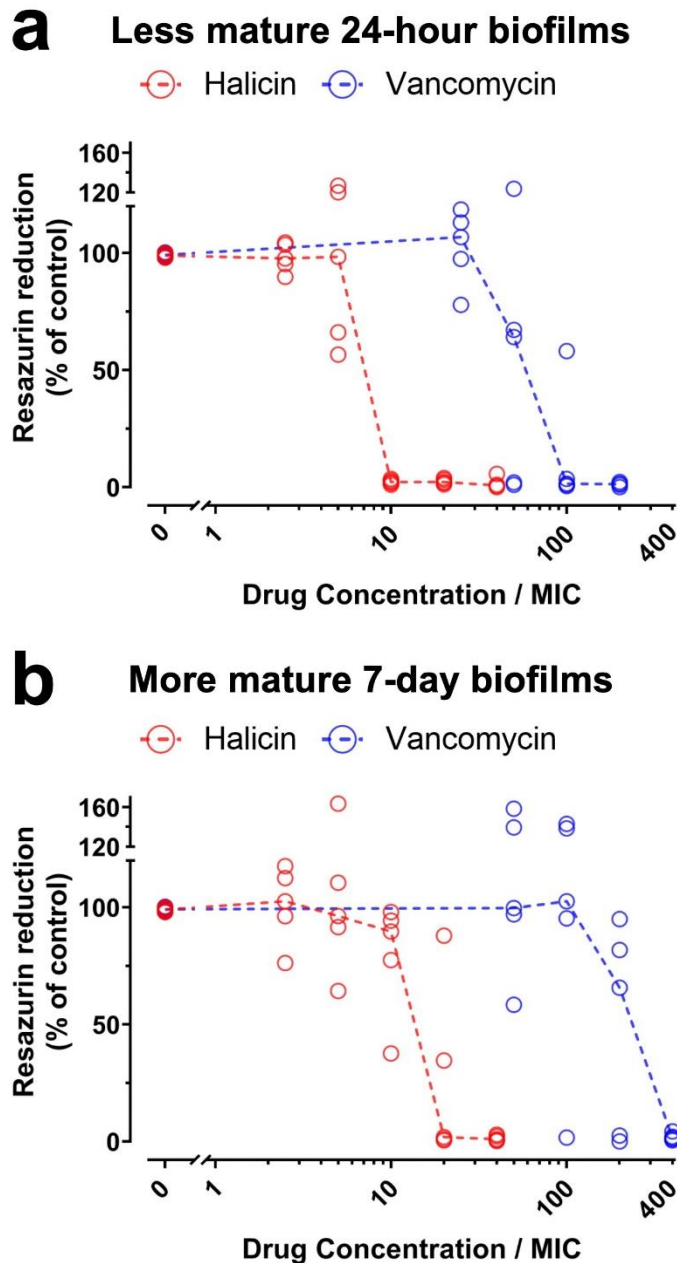 a Less mature 24-hour biofilms
Halicin Vancomycin
160
120
100
50
0
Resazurin reduction
(% of control)
0 1 10 100 400
Drug Concentration / MIC
b More mature 7-day biofilms
Halicin Vancomycin
160
120
100
50
0
Resazurin reduction
(% of control)
0 1 10 100 400
Drug Concentration / MIC